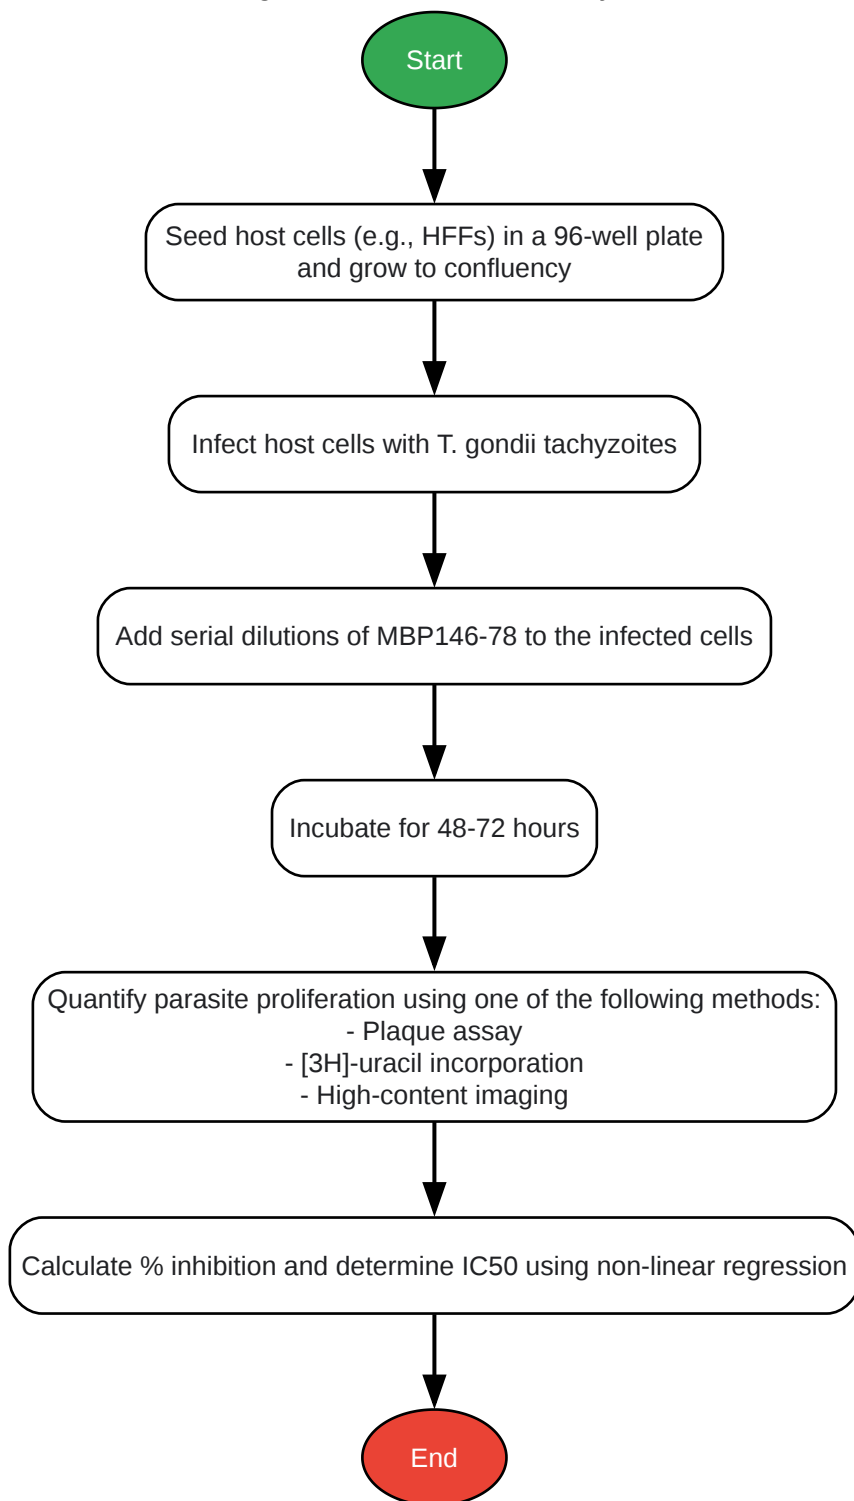 Start
Seed host cells (e.g., HFFs) in a 96-well plate
and grow to confluency
Infect host cells with T. gondii tachyzoites
Add serial dilutions of MBP146-78 to the infected cells
Incubate for 48-72 hours
Quantify parasite proliferation using one of the following methods:
- Plaque assay
- [3H]-uracil incorporation
- High-content imaging
Calculate % inhibition and determine IC50 using non-linear regression
End